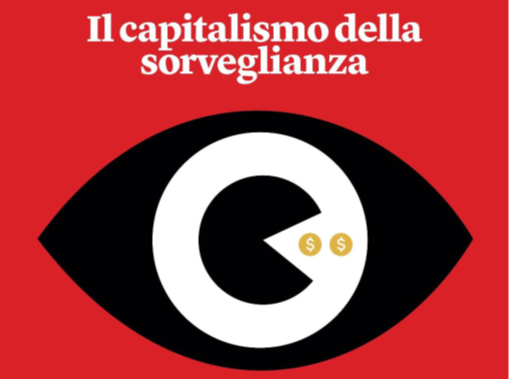 Il capitalismo della
sorveglianza
$ $